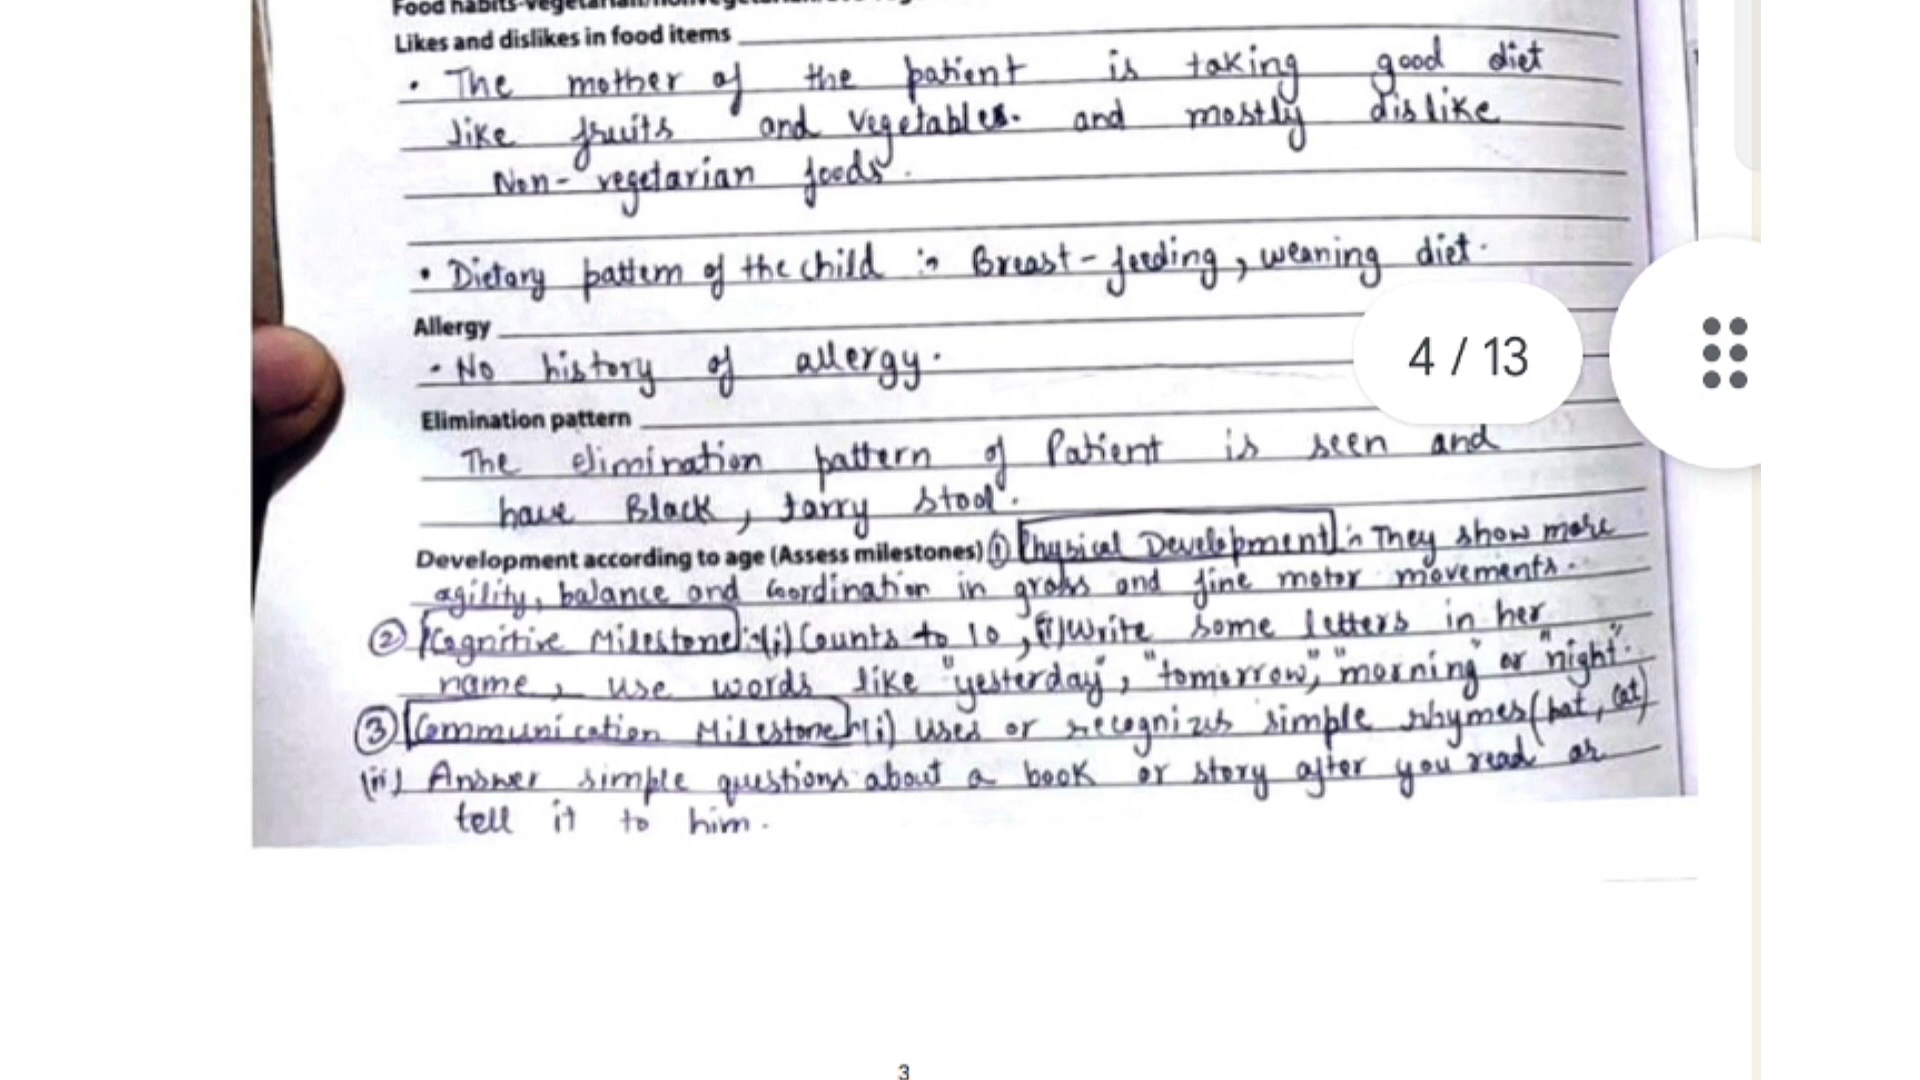 Food habits-vegetarian/nonvegetarian/
Likes and dislikes in food items
• The mother of the patient is taking good diet
like fruits and Vegetables. and mostly dislike
Non-vegetarian foods.
• Dietary pattern of the child :- Breast-feeding, weaning diet.
Allergy
• No history of allergy.
4 / 13
Elimination pattern
The elimination pattern of Patient is seen and
have Black, tarry stool.
Development according to age (Assess milestones) ① Physical Development :- They show more
agility, balance and Coordination in gross and fine motor movements.
② Cognitive Milestone :- (i) Counts to 10, (ii) Write some letters in her
name, use words like "yesterday", "tomorrow", "morning" or "night".
③ Communication Milestone :- (i) Uses or recognizes simple rhymes (bat, Cat)
(ii) Answer simple questions about a book or story after you read or
tell it to him.
3